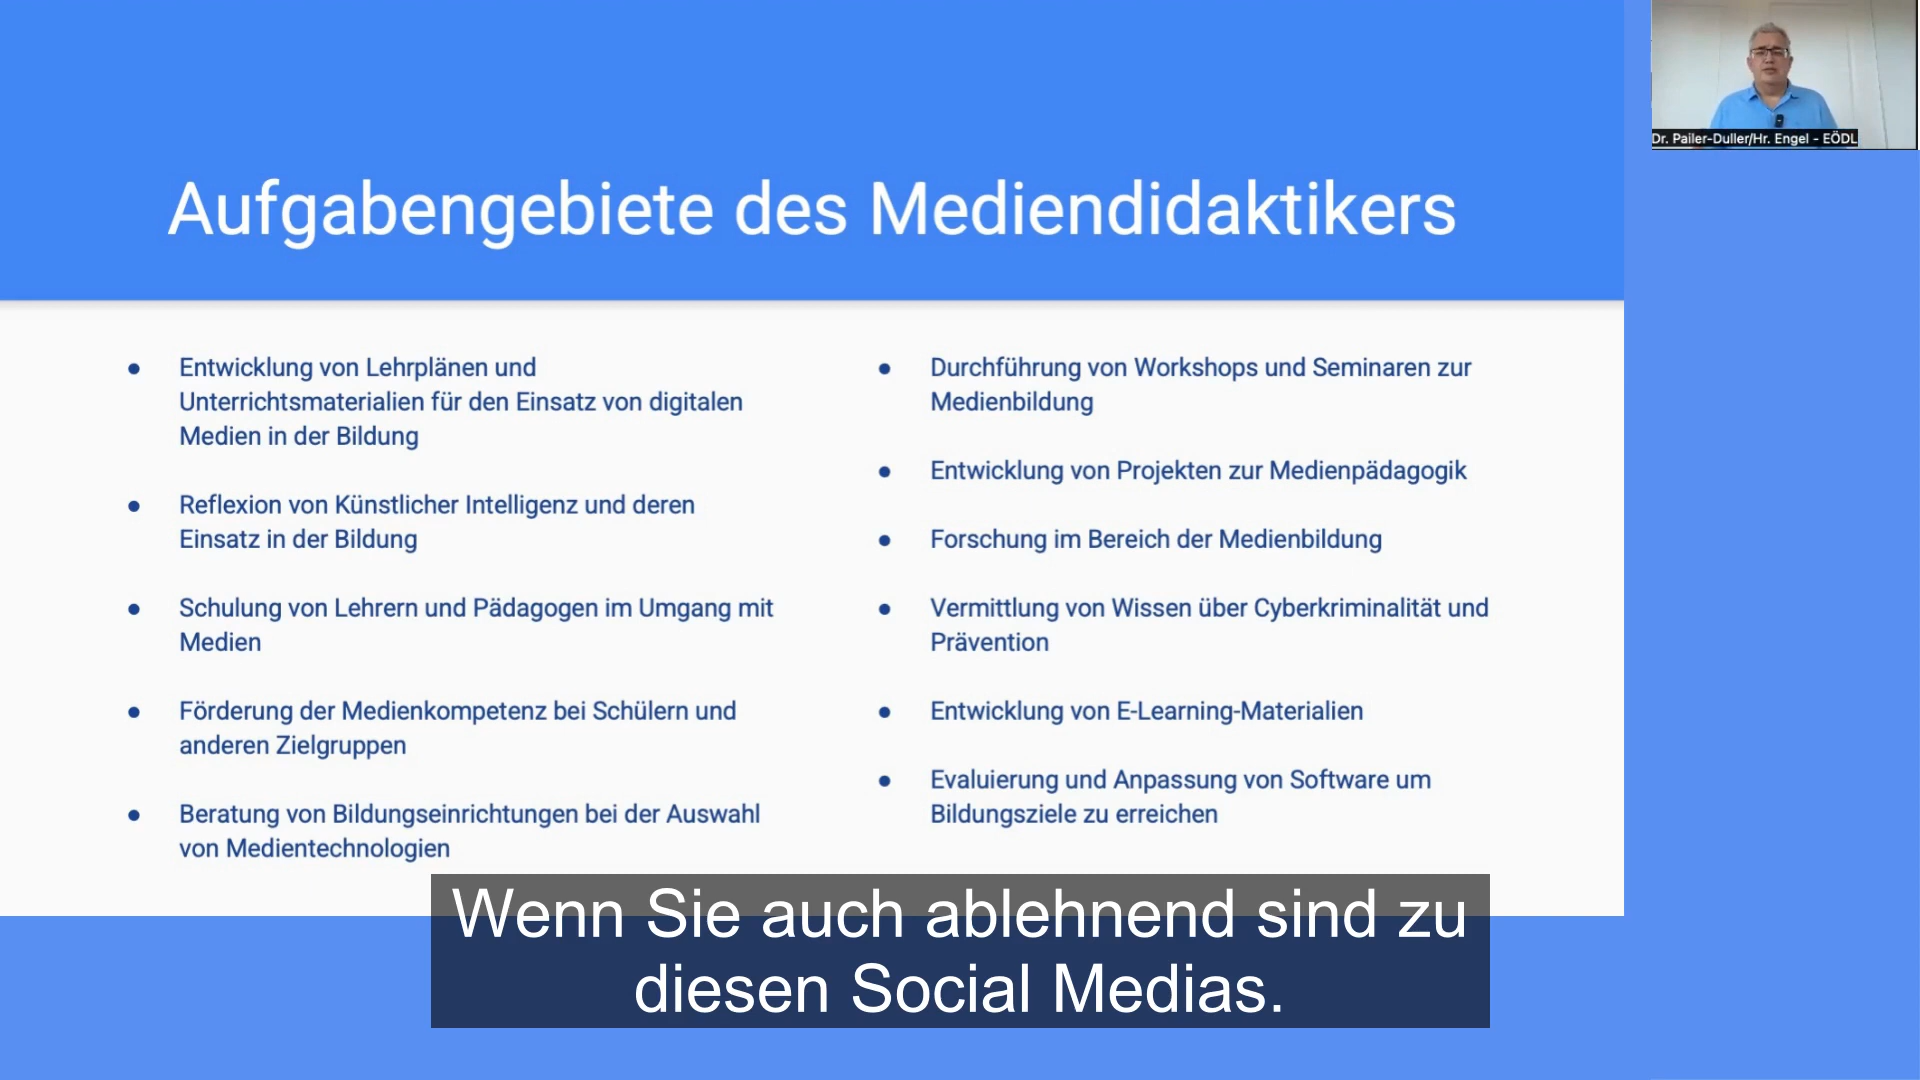 Dr. Pailer-Duller/Hr. Engel - EÖDL
Aufgabengebiete des Mediendidaktikers
● Entwicklung von Lehrplänen und
Unterrichtsmaterialien für den Einsatz von digitalen
Medien in der Bildung
● Reflexion von Künstlicher Intelligenz und deren
Einsatz in der Bildung
● Schulung von Lehrern und Pädagogen im Umgang mit
Medien
● Förderung der Medienkompetenz bei Schülern und
anderen Zielgruppen
● Beratung von Bildungseinrichtungen bei der Auswahl
von Medientechnologien
● Durchführung von Workshops und Seminaren zur
Medienbildung
● Entwicklung von Projekten zur Medienpädagogik
● Forschung im Bereich der Medienbildung
● Vermittlung von Wissen über Cyberkriminalität und
Prävention
● Entwicklung von E-Learning-Materialien
● Evaluierung und Anpassung von Software um
Bildungsziele zu erreichen
Wenn Sie auch ablehnend sind zu
diesen Social Medias.